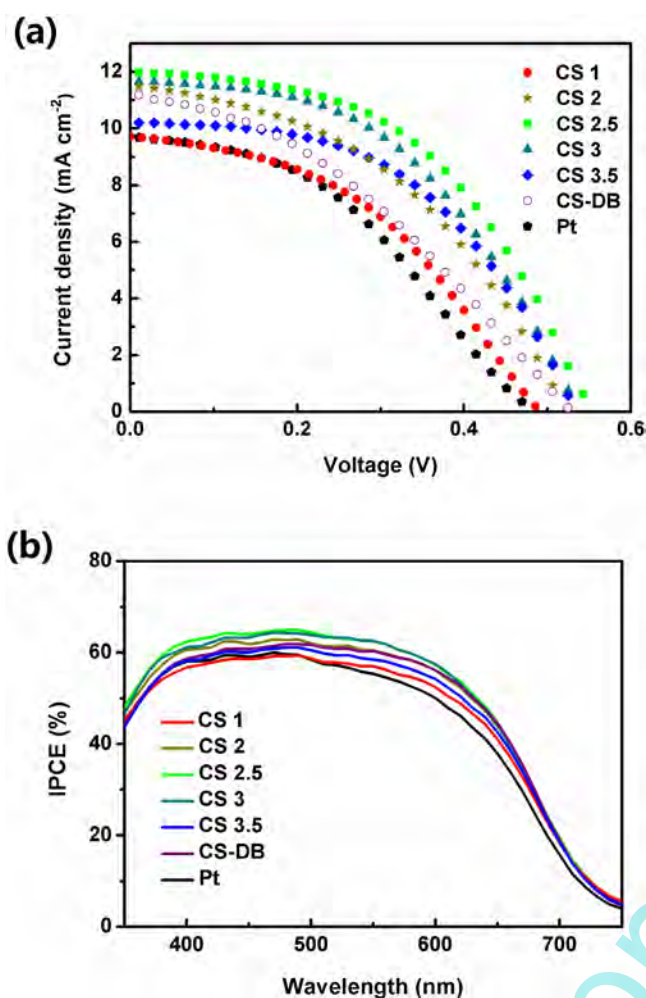 (a)
12
10
8
6
4
2
0
Current density (mA cm⁻²)
CS 1
CS 2
CS 2.5
CS 3
CS 3.5
CS-DB
Pt
0.0
0.2
0.4
0.6
Voltage (V)
(b)
80
60
40
20
0
IPCE (%)
CS 1
CS 2
CS 2.5
CS 3
CS 3.5
CS-DB
Pt
400
500
600
700
Wavelength (nm)